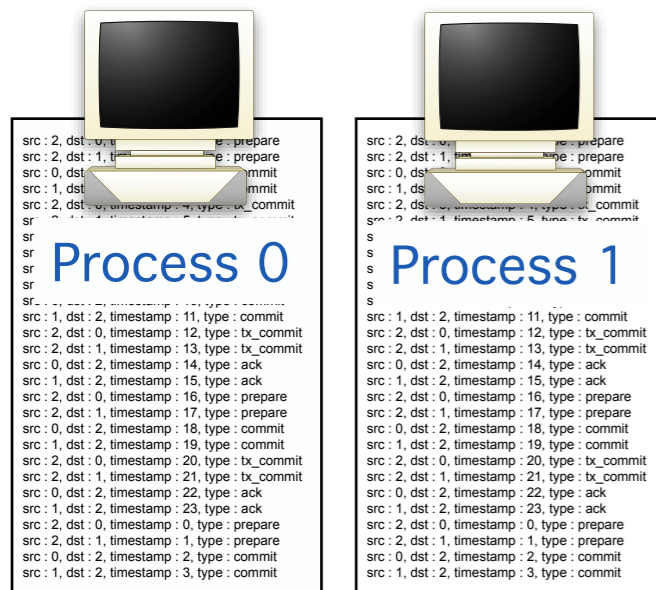 src : 2, dst : 0, : prepare
src : 2, dst : 1, : prepare
src : 0, dst
src : 1, dst
src : 2, dst : 0, timestamp : 4, type : tx_commit
Process 0
src : 1, dst : 2, timestamp : 11, type : commit
src : 2, dst : 0, timestamp : 12, type : tx_commit
src : 2, dst : 1, timestamp : 13, type : tx_commit
src : 0, dst : 2, timestamp : 14, type : ack
src : 1, dst : 2, timestamp : 15, type : ack
src : 2, dst : 0, timestamp : 16, type : prepare
src : 2, dst : 1, timestamp : 17, type : prepare
src : 0, dst : 2, timestamp : 18, type : commit
src : 1, dst : 2, timestamp : 19, type : commit
src : 2, dst : 0, timestamp : 20, type : tx_commit
src : 2, dst : 1, timestamp : 21, type : tx_commit
src : 0, dst : 2, timestamp : 22, type : ack
src : 1, dst : 2, timestamp : 23, type : ack
src : 2, dst : 0, timestamp : 0, type : prepare
src : 2, dst : 1, timestamp : 1, type : prepare
src : 0, dst : 2, timestamp : 2, type : commit
src : 1, dst : 2, timestamp : 3, type : commit
src : 2, dst : 0, : prepare
src : 2, dst : 1, : prepare
src : 0, dst
src : 1, dst
src : 2, dst : 0, timestamp : 4, type : tx_commit
src : 2, dst : 1, timestamp : 5, type : tx_commit
Process 1
src : 1, dst : 2, timestamp : 11, type : commit
src : 2, dst : 0, timestamp : 12, type : tx_commit
src : 2, dst : 1, timestamp : 13, type : tx_commit
src : 0, dst : 2, timestamp : 14, type : ack
src : 1, dst : 2, timestamp : 15, type : ack
src : 2, dst : 0, timestamp : 16, type : prepare
src : 2, dst : 1, timestamp : 17, type : prepare
src : 0, dst : 2, timestamp : 18, type : commit
src : 1, dst : 2, timestamp : 19, type : commit
src : 2, dst : 0, timestamp : 20, type : tx_commit
src : 2, dst : 1, timestamp : 21, type : tx_commit
src : 0, dst : 2, timestamp : 22, type : ack
src : 1, dst : 2, timestamp : 23, type : ack
src : 2, dst : 0, timestamp : 0, type : prepare
src : 2, dst : 1, timestamp : 1, type : prepare
src : 0, dst : 2, timestamp : 2, type : commit
src : 1, dst : 2, timestamp : 3, type : commit